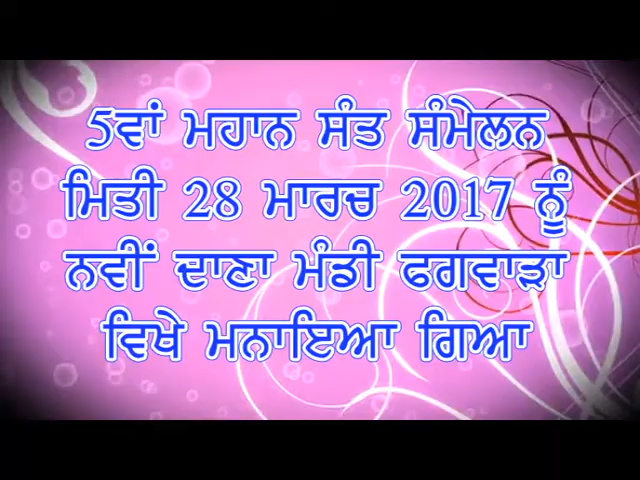 5ਵਾਂ ਮਹਾਨ ਸੰਤ ਸੰਮੇਲਨ
ਮਿਤੀ 28 ਮਾਰਚ 2017 ਨੂੰ
ਨਵੀਂ ਦਾਣਾ ਮੰਡੀ ਫਗਵਾੜਾ
ਵਿਖੇ ਮਨਾਇਆ ਗਿਆ